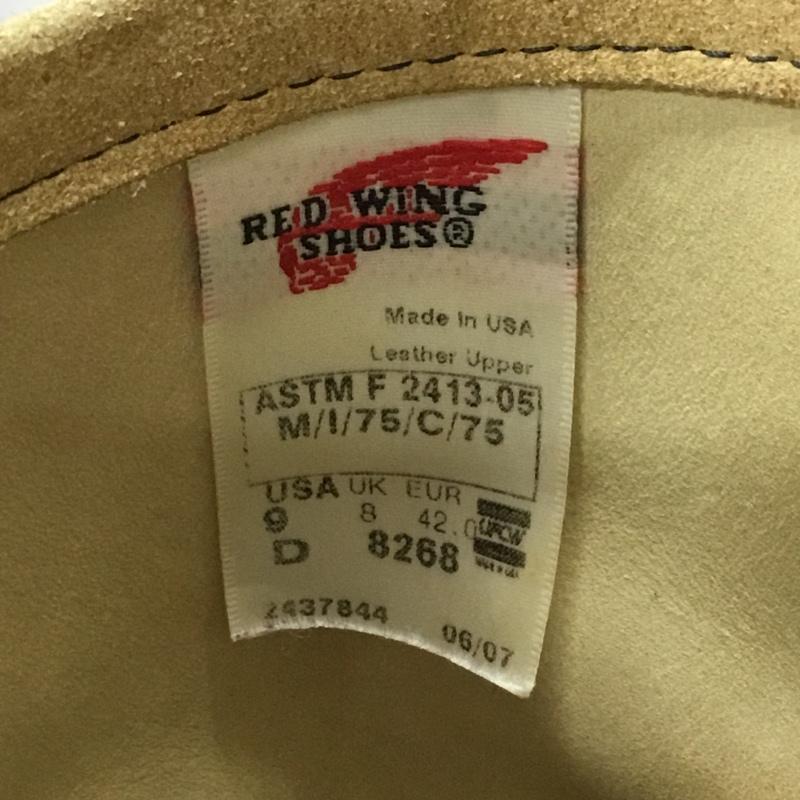 RED WING
SHOES®
Made In USA
Leather Upper
ASTM F 2413-05
M/I/75/C/75
USA UK EUR
9 8 42.0
D 8268
UFCW
2437844 06/07